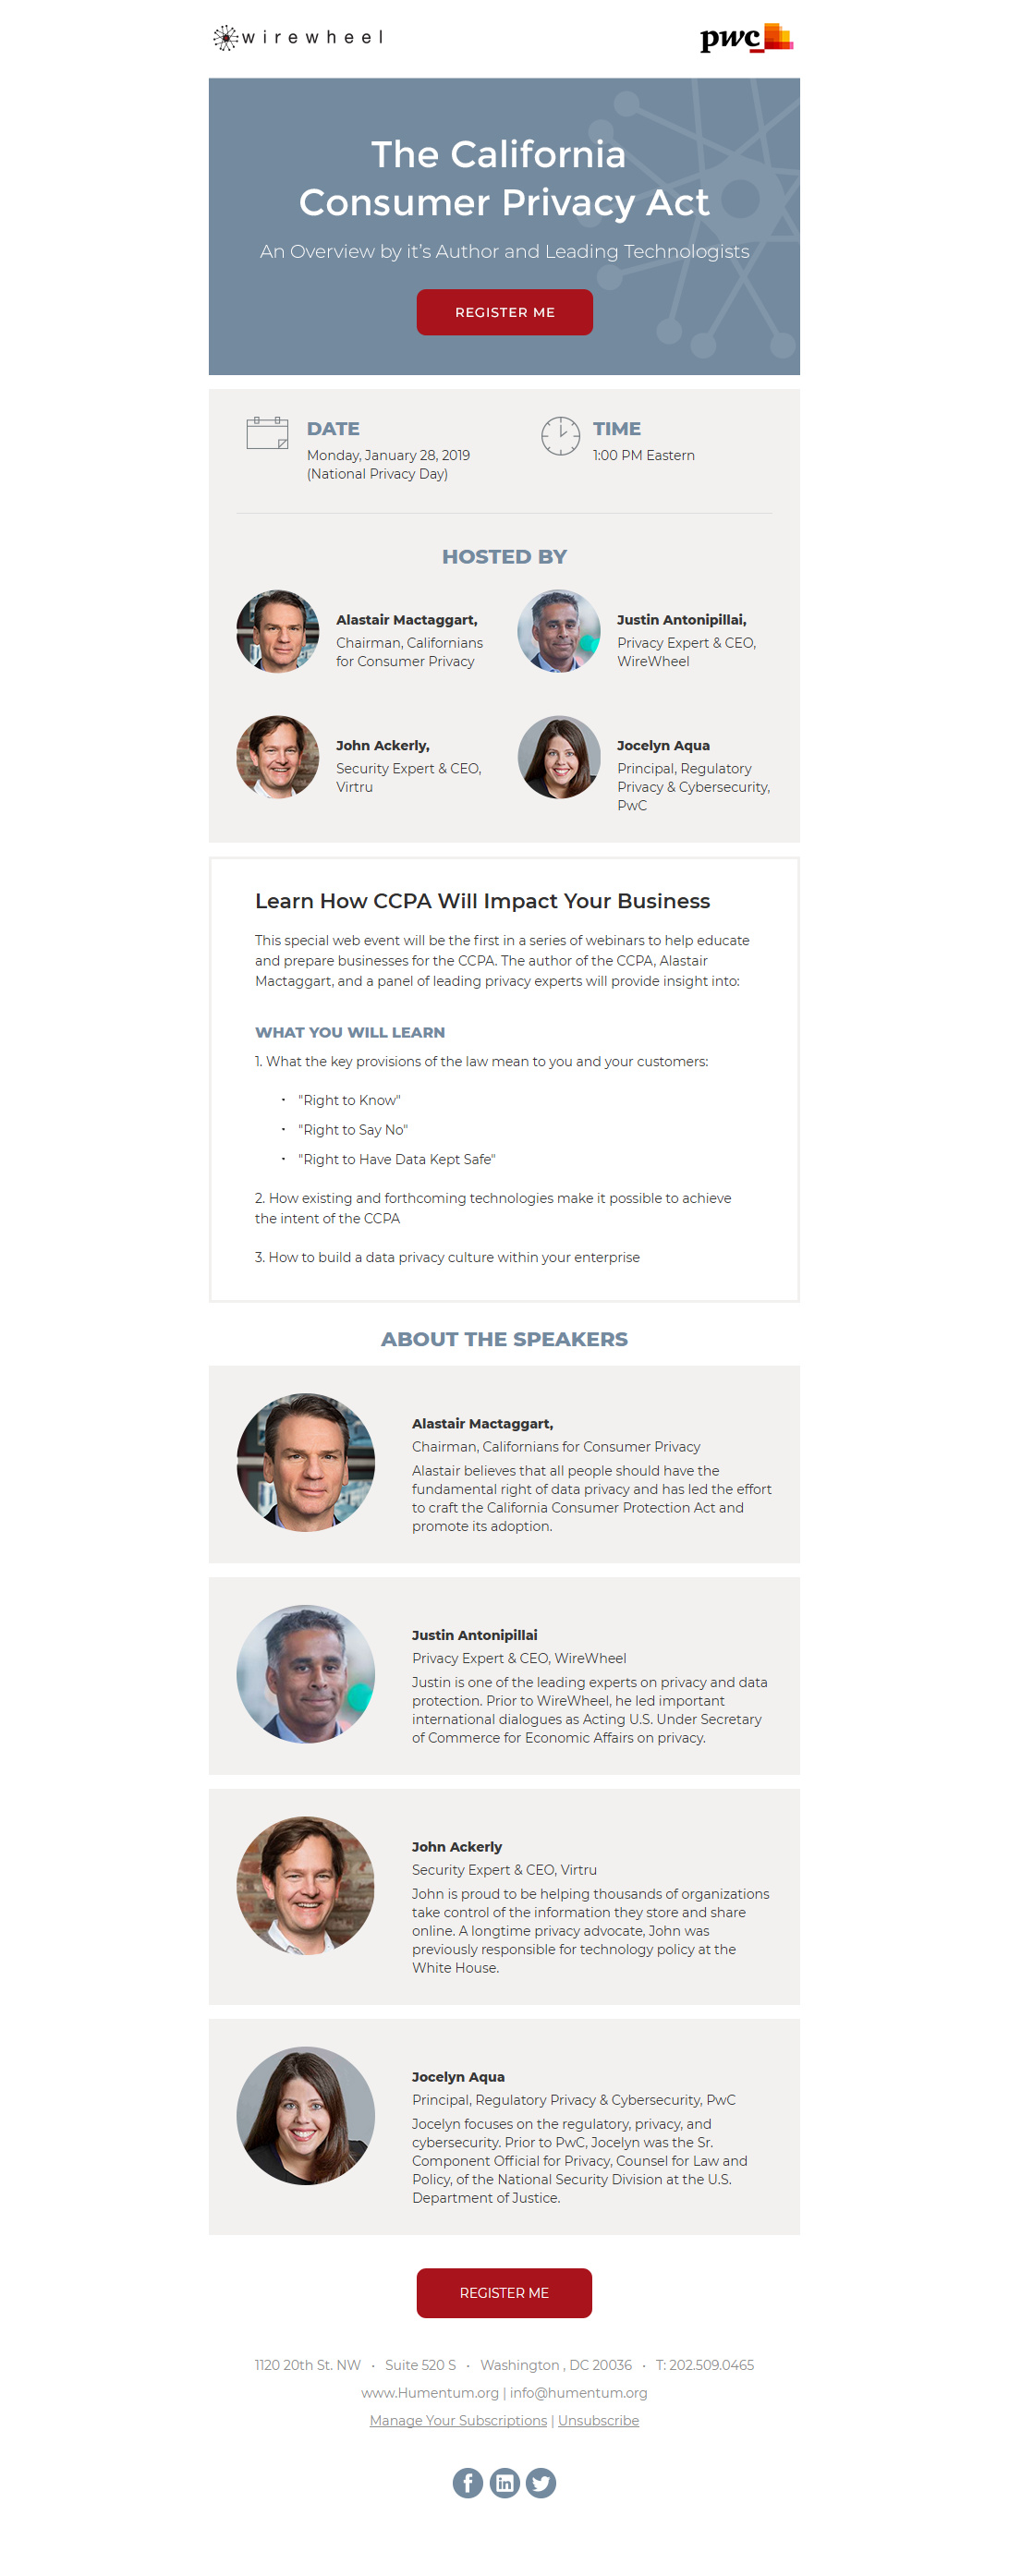 wirewheel
pwc
The California
Consumer Privacy Act
An Overview by it's Author and Leading Technologists
REGISTER ME
DATE
Monday, January 28, 2019
(National Privacy Day)
TIME
1:00 PM Eastern
HOSTED BY
Alastair Mactaggart,
Chairman, Californians
for Consumer Privacy
Justin Antonipillai,
Privacy Expert & CEO,
WireWheel
John Ackerly,
Security Expert & CEO,
Virtru
Jocelyn Aqua
Principal, Regulatory
Privacy & Cybersecurity,
PwC
Learn How CCPA Will Impact Your Business
This special web event will be the first in a series of webinars to help educate
and prepare businesses for the CCPA. The author of the CCPA, Alastair
Mactaggart, and a panel of leading privacy experts will provide insight into:
WHAT YOU WILL LEARN
1. What the key provisions of the law mean to you and your customers:
• "Right to Know"
• "Right to Say No"
• "Right to Have Data Kept Safe"
2. How existing and forthcoming technologies make it possible to achieve
the intent of the CCPA
3. How to build a data privacy culture within your enterprise
ABOUT THE SPEAKERS
Alastair Mactaggart,
Chairman, Californians for Consumer Privacy
Alastair believes that all people should have the
fundamental right of data privacy and has led the effort
to craft the California Consumer Protection Act and
promote its adoption.
Justin Antonipillai
Privacy Expert & CEO, WireWheel
Justin is one of the leading experts on privacy and data
protection. Prior to WireWheel, he led important
international dialogues as Acting U.S. Under Secretary
of Commerce for Economic Affairs on privacy.
John Ackerly
Security Expert & CEO, Virtru
John is proud to be helping thousands of organizations
take control of the information they store and share
online. A longtime privacy advocate, John was
previously responsible for technology policy at the
White House.
Jocelyn Aqua
Principal, Regulatory Privacy & Cybersecurity, PwC
Jocelyn focuses on the regulatory, privacy, and
cybersecurity. Prior to PwC, Jocelyn was the Sr.
Component Official for Privacy, Counsel for Law and
Policy, of the National Security Division at the U.S.
Department of Justice.
REGISTER ME
1120 20th St. NW • Suite 520 S • Washington , DC 20036 • T: 202.509.0465
www.Humentum.org | info@humentum.org
Manage Your Subscriptions | Unsubscribe